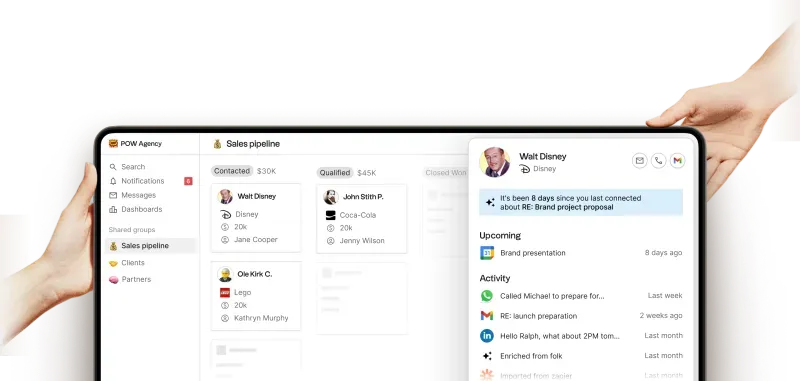 POW Agency
Search
Notifications
6
Messages
Dashboards
Shared groups
Sales pipeline
Clients
Partners
Sales pipeline
Contacted $30K
Walt Disney
Disney
20k
Jane Cooper
Ole Kirk C.
Lego
20k
Kathryn Murphy
Qualified $45K
John Stith P.
Coca-Cola
20k
Jenny Wilson
Closed Won
Walt Disney
Disney
It's been 8 days since you last connected
about RE: Brand project proposal
Upcoming
Brand presentation 8 days ago
Activity
Called Michael to prepare for... Last week
RE: launch preparation 2 weeks ago
Hello Ralph, what about 2PM tom... Last month
Enriched from folk Last month
Imported from zapier Last month